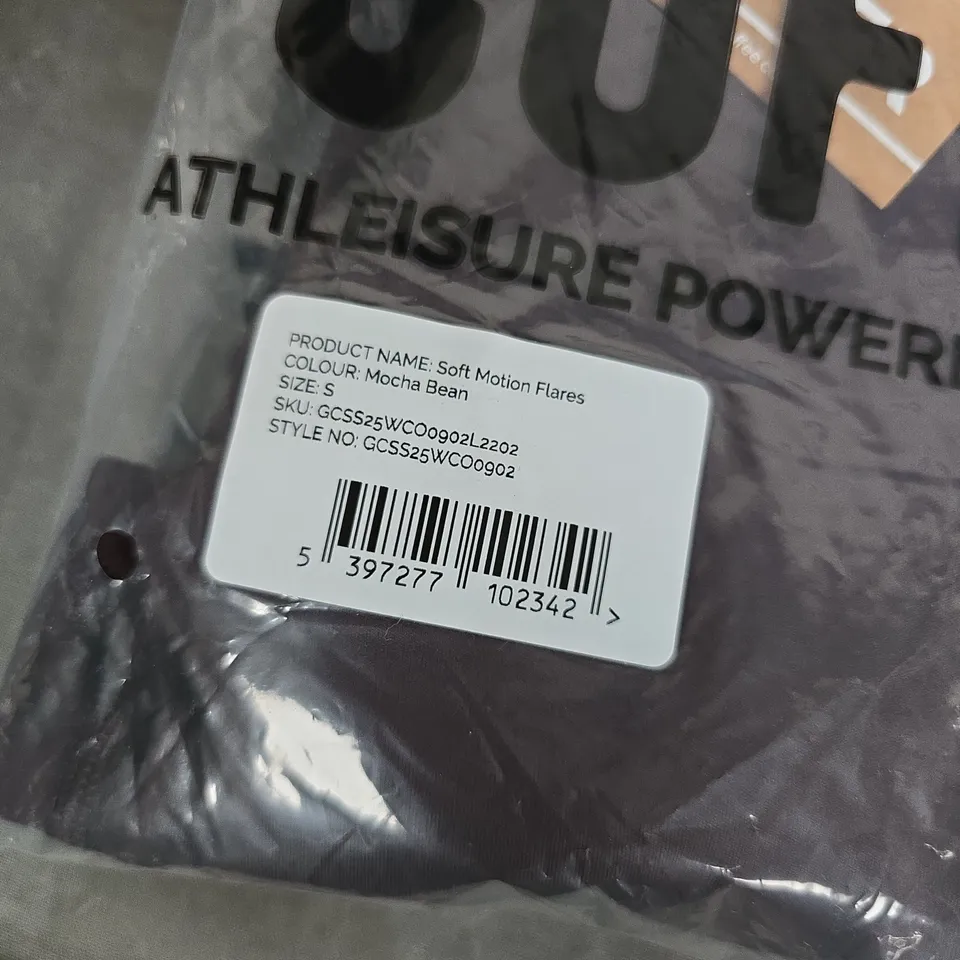 ATHLEISURE POWERE
PRODUCT NAME: Soft Motion Flares
COLOUR: Mocha Bean
SIZE: S
SKU: GCSS25WCO0902L2202
STYLE NO: GCSS25WCO0902
5 397277 102342 >